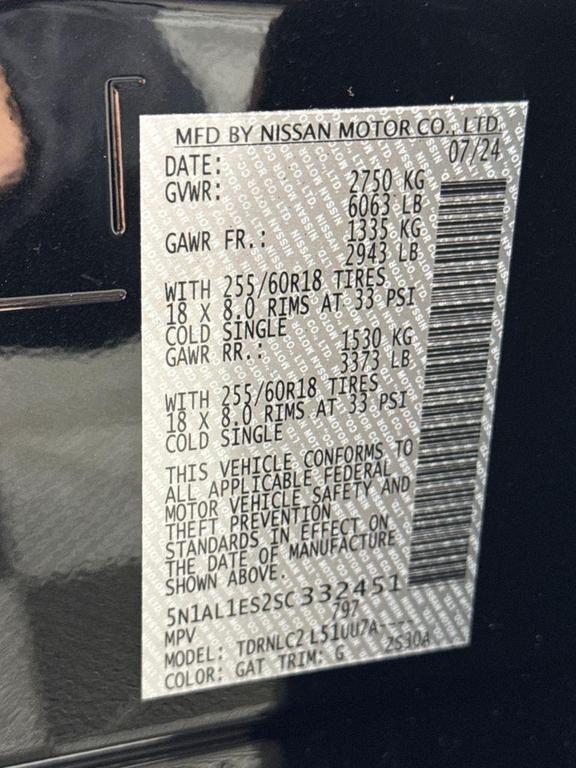 MFD BY NISSAN MOTOR CO., LTD.
DATE: 07/24
GVWR: 2750 KG
6063 LB
GAWR FR.: 1335 KG
2943 LB
WITH 255/60R18 TIRES
18 X 8.0 RIMS AT 33 PSI
COLD SINGLE
GAWR RR.: 1530 KG
3373 LB
WITH 255/60R18 TIRES
18 X 8.0 RIMS AT 33 PSI
COLD SINGLE
THIS VEHICLE CONFORMS TO
ALL APPLICABLE FEDERAL
MOTOR VEHICLE SAFETY AND
THEFT PREVENTION
STANDARDS IN EFFECT ON
THE DATE OF MANUFACTURE
SHOWN ABOVE.
5N1AL1ES2SC332451
MPV 797
MODEL: TDRNLC2 L51UU7A----
COLOR: GAT TRIM: G 2S30A